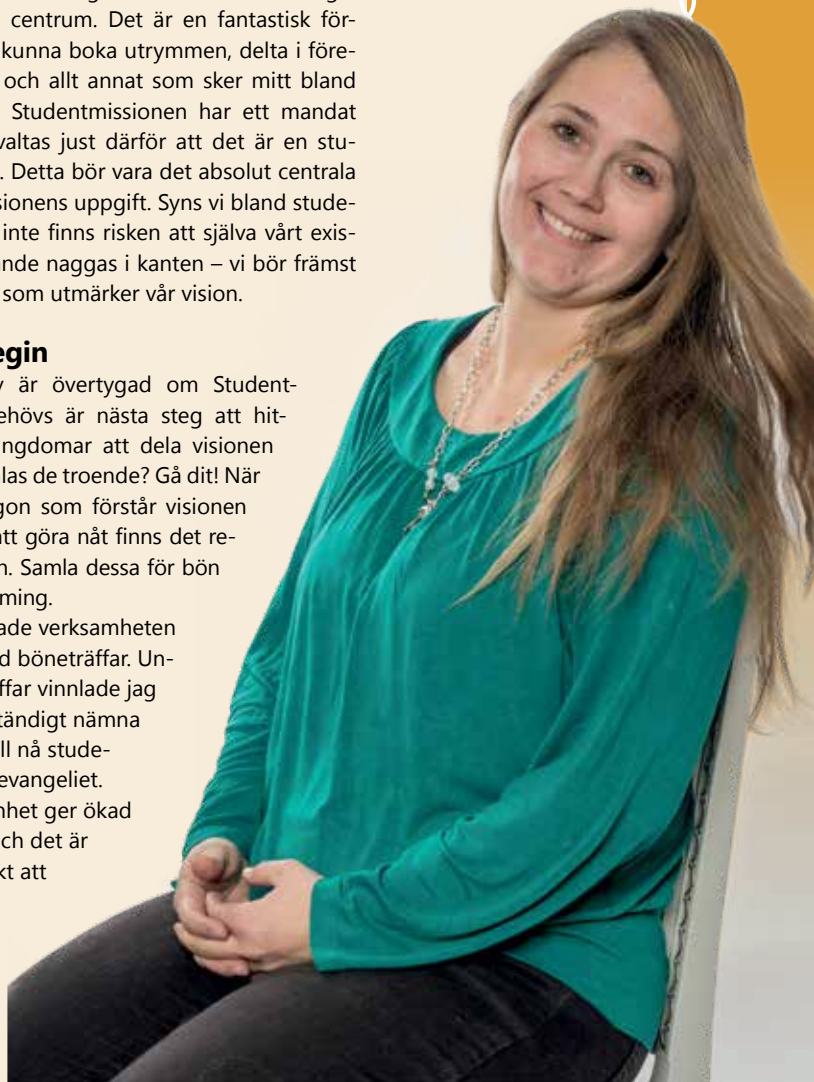 centrum. Det är en fantastisk för-
kunna boka utrymmen, delta i före-
och allt annat som sker mitt bland
Studentmissionen har ett mandat
valtas just därför att det är en stu-
. Detta bör vara det absolut centrala
sionens uppgift. Syns vi bland stude-
inte finns risken att själva vårt exis-
ande naggas i kanten – vi bör främst
som utmärker vår vision.
egin
v är övertygad om Student-
ehövs är nästa steg att hit-
ngdomar att dela visionen
las de troende? Gå dit! När
gon som förstår visionen
att göra nåt finns det re-
n. Samla dessa för bön
ming.
ade verksamheten
d böneträffar. Un-
ffar vinnlade jag
tändigt nämna
ll nå stude-
evangeliet.
nhet ger ökad
ch det är
kt att